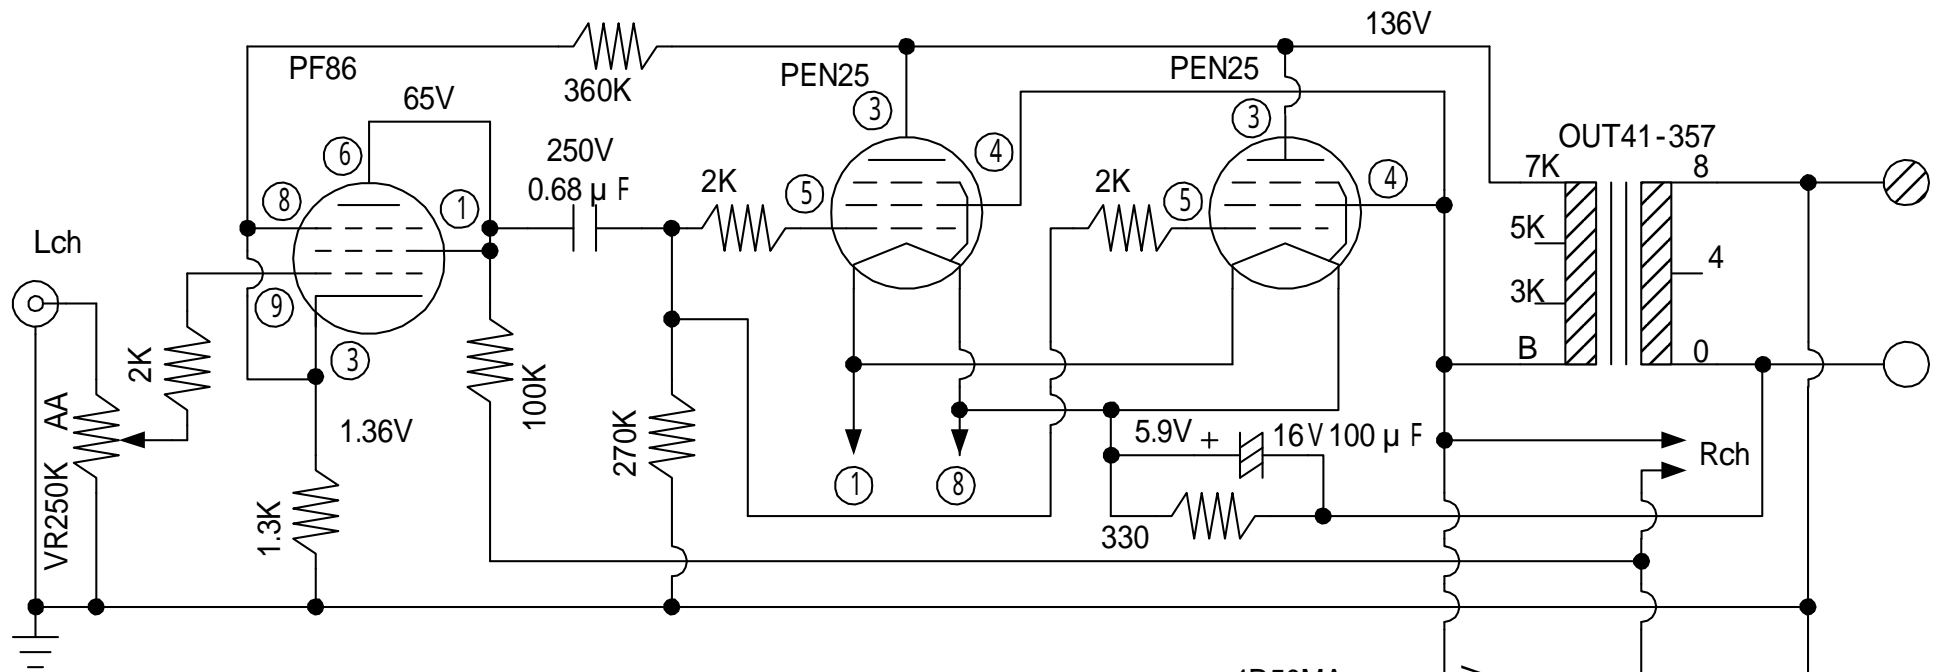 136V
PF86
360K
PEN25
PEN25
65V
3
3
6
250V
4
OUT41-357
7K
8
8
1
0.68 μ F
2K
5
2K
5
4
Lch
5K
4
9
3K
2K
3
B
0
AA
1.36V
100K
270K
5.9V +
16V 100 μ F
Rch
VR250K
1.3K
1
8
330